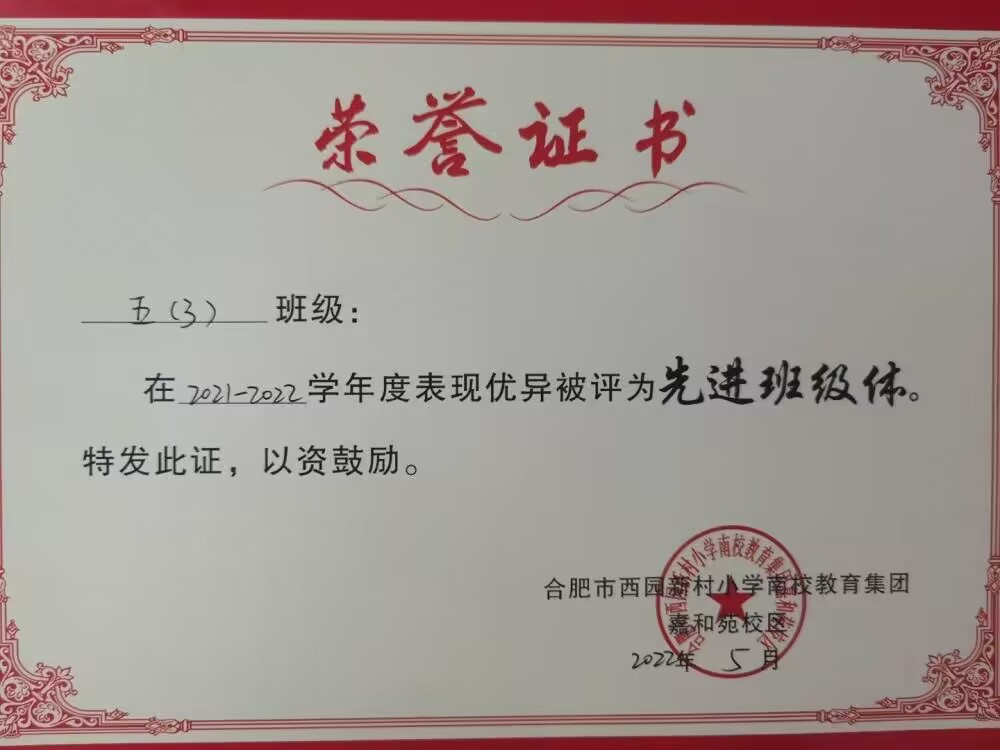 荣誉证书
五（3） 班级：
在2021-2022学年度表现优异被评为先进班级体。
特发此证，以资鼓励。
合肥市西园新村小学南校教育集团
嘉和苑校区
2022年 5 月